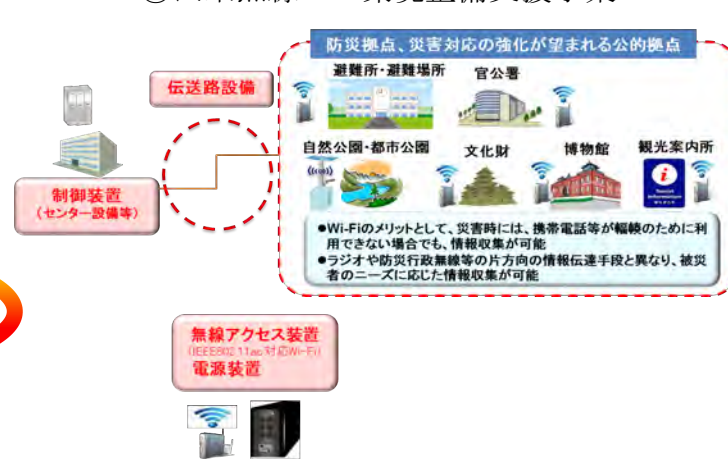 防災拠点、災害対応の強化が望まれる公的拠点
避難所・避難場所
官公署
伝送路設備
自然公園・都市公園
文化財
博物館
観光案内所
制御装置
(センター設備等)
●Wi-Fiのメリットとして、災害時には、携帯電話等が輻輳のために利
用できない場合でも、情報収集が可能
●ラジオや防災行政無線等の片方向の情報伝達手段と異なり、被災
者のニーズに応じた情報収集が可能
無線アクセス装置
(IEEE802.11ac対応Wi-Fi)
電源装置